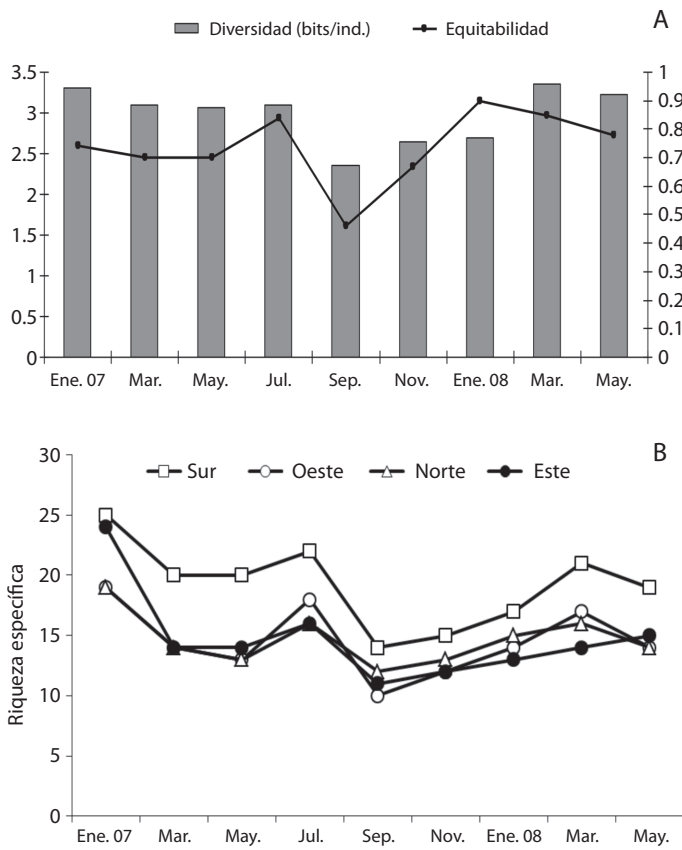 A
Diversidad (bits/ind.) Equitabilidad
3.5 1
3 0.9
2.5 0.8
2 0.7
1.5 0.6
1 0.5
0.5 0.4
0 0.3
0.2
0.1
0
Ene. 07 Mar. May. Jul. Sep. Nov. Ene. 08 Mar. May.
B
Sur Oeste Norte Este
30
25
20
15
10
5
0
Riqueza específica
Ene. 07 Mar. May. Jul. Sep. Nov. Ene. 08 Mar. May.